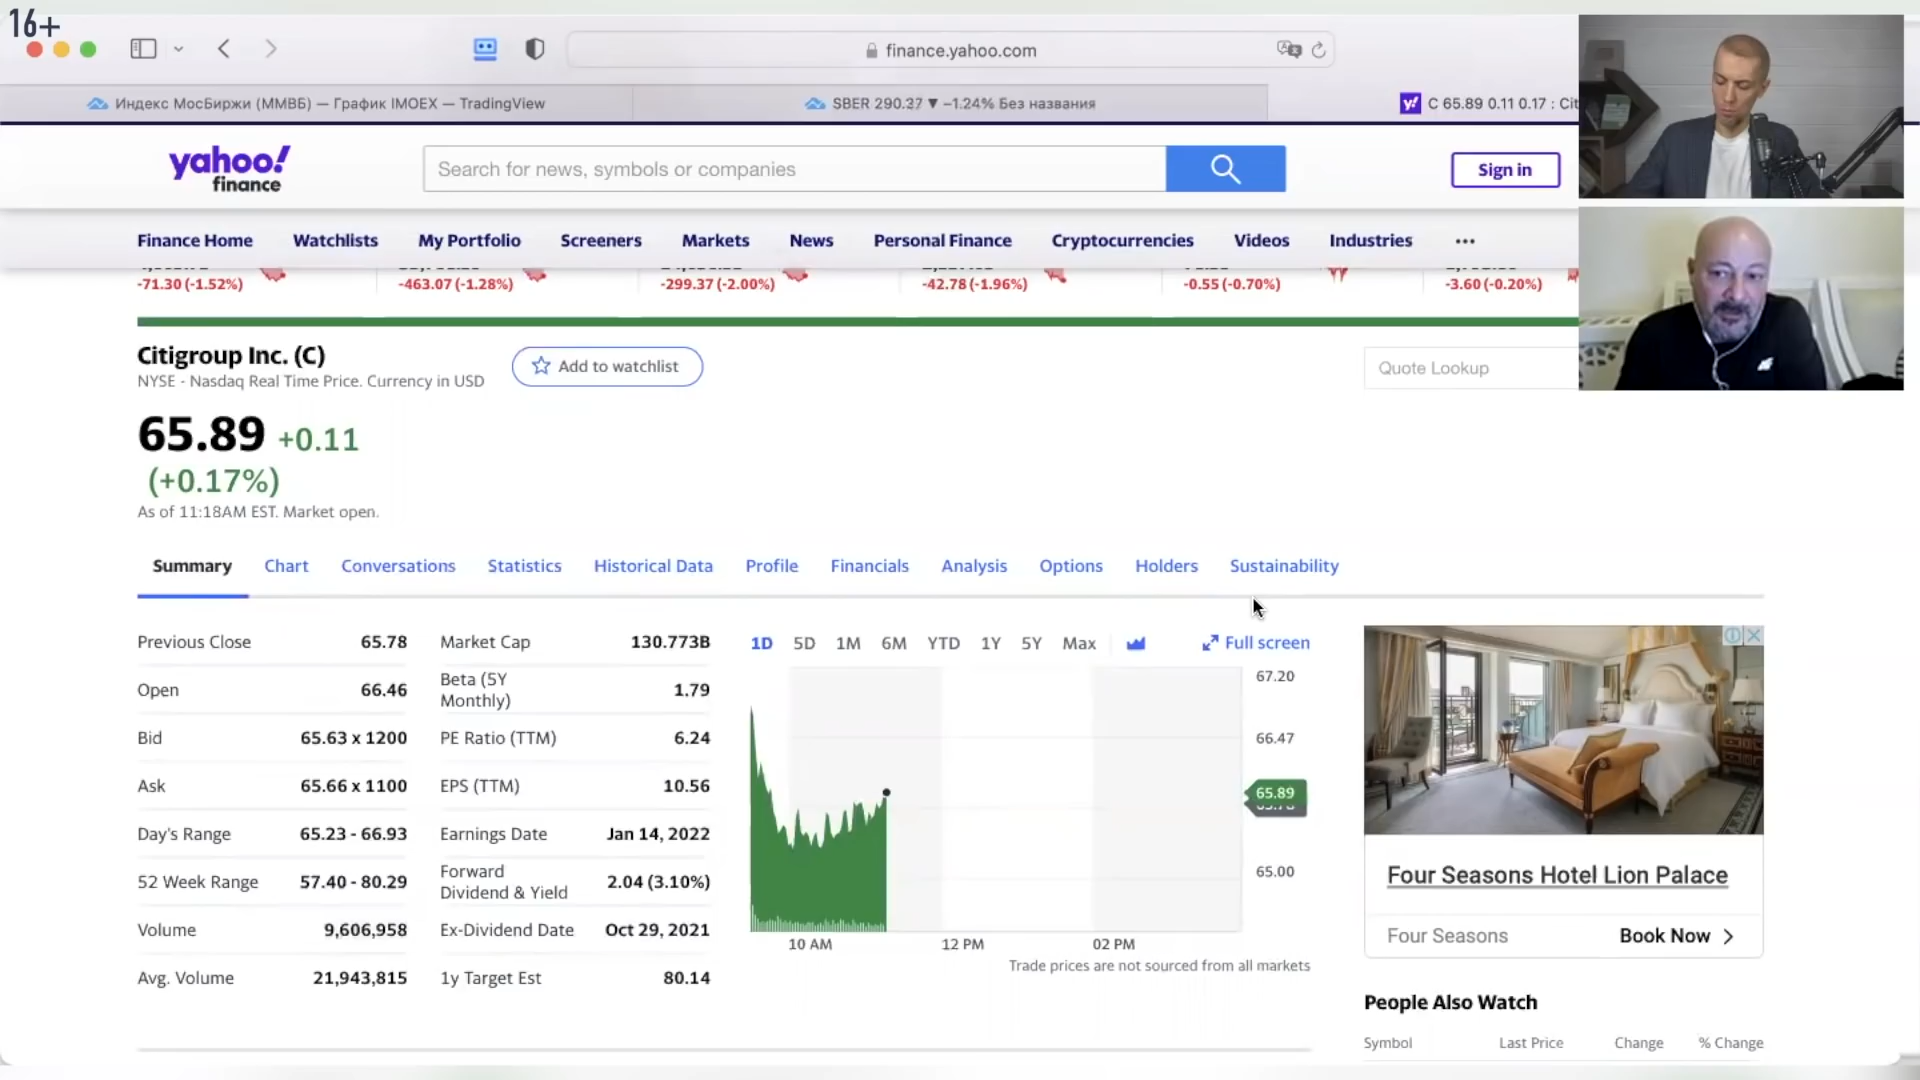 16+
finance.yahoo.com
Индекс МосБиржи (ММВБ) — График IMOEX — TradingView
SBER 290.37 ▼ −1.24% Без названия
y! C 65.89 0.11 0.17 : Cit
yahoo!
finance
Search for news, symbols or companies
Sign in
Finance Home Watchlists My Portfolio Screeners Markets News Personal Finance Cryptocurrencies Videos Industries •••
-71.30 (-1.52%) -463.07 (-1.28%) -299.37 (-2.00%) -42.78 (-1.96%) -0.55 (-0.70%) -3.60 (-0.20%)
Citigroup Inc. (C)
NYSE - Nasdaq Real Time Price. Currency in USD
Add to watchlist
Quote Lookup
65.89 +0.11
(+0.17%)
As of 11:18AM EST. Market open.
Summary Chart Conversations Statistics Historical Data Profile Financials Analysis Options Holders Sustainability
Previous Close 65.78
Open 66.46
Bid 65.63 x 1200
Ask 65.66 x 1100
Day's Range 65.23 - 66.93
52 Week Range 57.40 - 80.29
Volume 9,606,958
Avg. Volume 21,943,815
Market Cap 130.773B
Beta (5Y
Monthly) 1.79
PE Ratio (TTM) 6.24
EPS (TTM) 10.56
Earnings Date Jan 14, 2022
Forward
Dividend & Yield 2.04 (3.10%)
Ex-Dividend Date Oct 29, 2021
1y Target Est 80.14
1D 5D 1M 6M YTD 1Y 5Y Max Full screen
67.20
66.47
65.89
65.00
10 AM 12 PM 02 PM
Trade prices are not sourced from all markets
Four Seasons Hotel Lion Palace
Four Seasons Book Now
People Also Watch
Symbol Last Price Change % Change